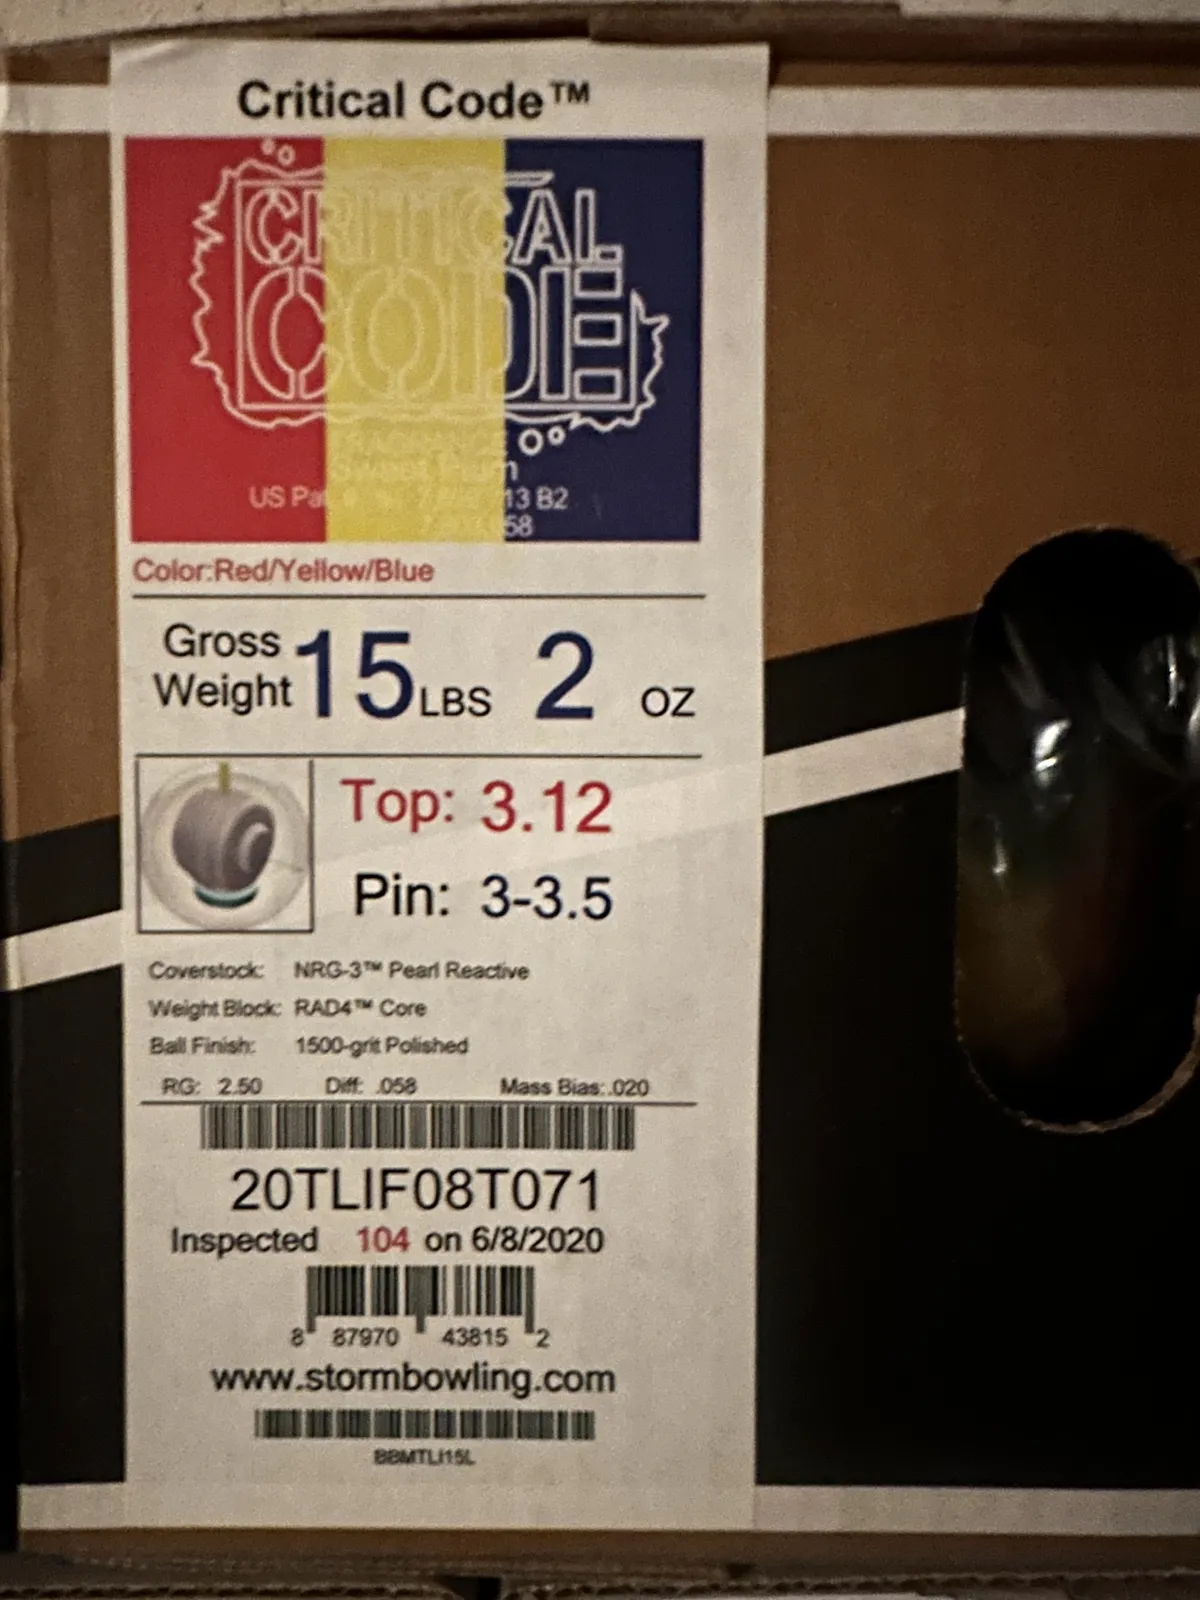 Critical Code™
CRITICAL
CODE
FRAGRANCE
US 13 B2
58
Color:Red/Yellow/Blue
Gross Weight 15 LBS 2 OZ
Top: 3.12
Pin: 3-3.5
Coverstock: NRG-3™ Pearl Reactive
Weight Block: RAD4™ Core
Ball Finish: 1500-grit Polished
RG: 2.50 Diff: .058 Mass Bias:.020
20TLIF08T071
Inspected 104 on 6/8/2020
8 87970 43815 2
www.stormbowling.com
BBMTLI15L